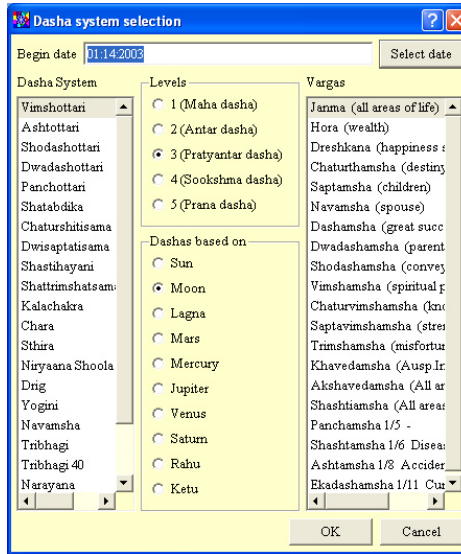 Dasha system selection
Begin date 01:14:2003 Select date
Dasha System
Vimshottari
Ashtottari
Shodashottari
Dwadashottari
Panchottari
Shatabdika
Chaturshitisama
Dwisaptatisama
Shastihayani
Shattrimshatsama
Kalachakra
Chara
Sthira
Niryaana Shoola
Drig
Yogini
Navamsha
Tribhagi
Tribhagi 40
Narayana
Levels
1 (Maha dasha)
2 (Antar dasha)
3 (Pratyantar dasha)
4 (Sookshma dasha)
5 (Prana dasha)
Dashas based on
Sun
Moon
Lagna
Mars
Mercury
Jupiter
Venus
Saturn
Rahu
Ketu
Vargas
Janma (all areas of life)
Hora (wealth)
Dreshkana (happiness
Chaturthamsha (destiny
Saptamsha (children)
Navamsa (spouse)
Dashamsha (great succ
Dwadashamsha (parent
Shodashamsha (convey
Vimshamsha (spiritual p
Chaturvimshamsha (kno
Saptavimshamsha (stre
Trimshamsha (misfortu
Khavedamsha (Ausp.In
Akshavedamsha (All ar
Shashtiamsha (All areas
Panchamsha 1/5 -
Shashtamsha 1/6 Disea
Ashtamsha 1/8 Acciden
Ekadashamsha 1/11 Cu
OK Cancel